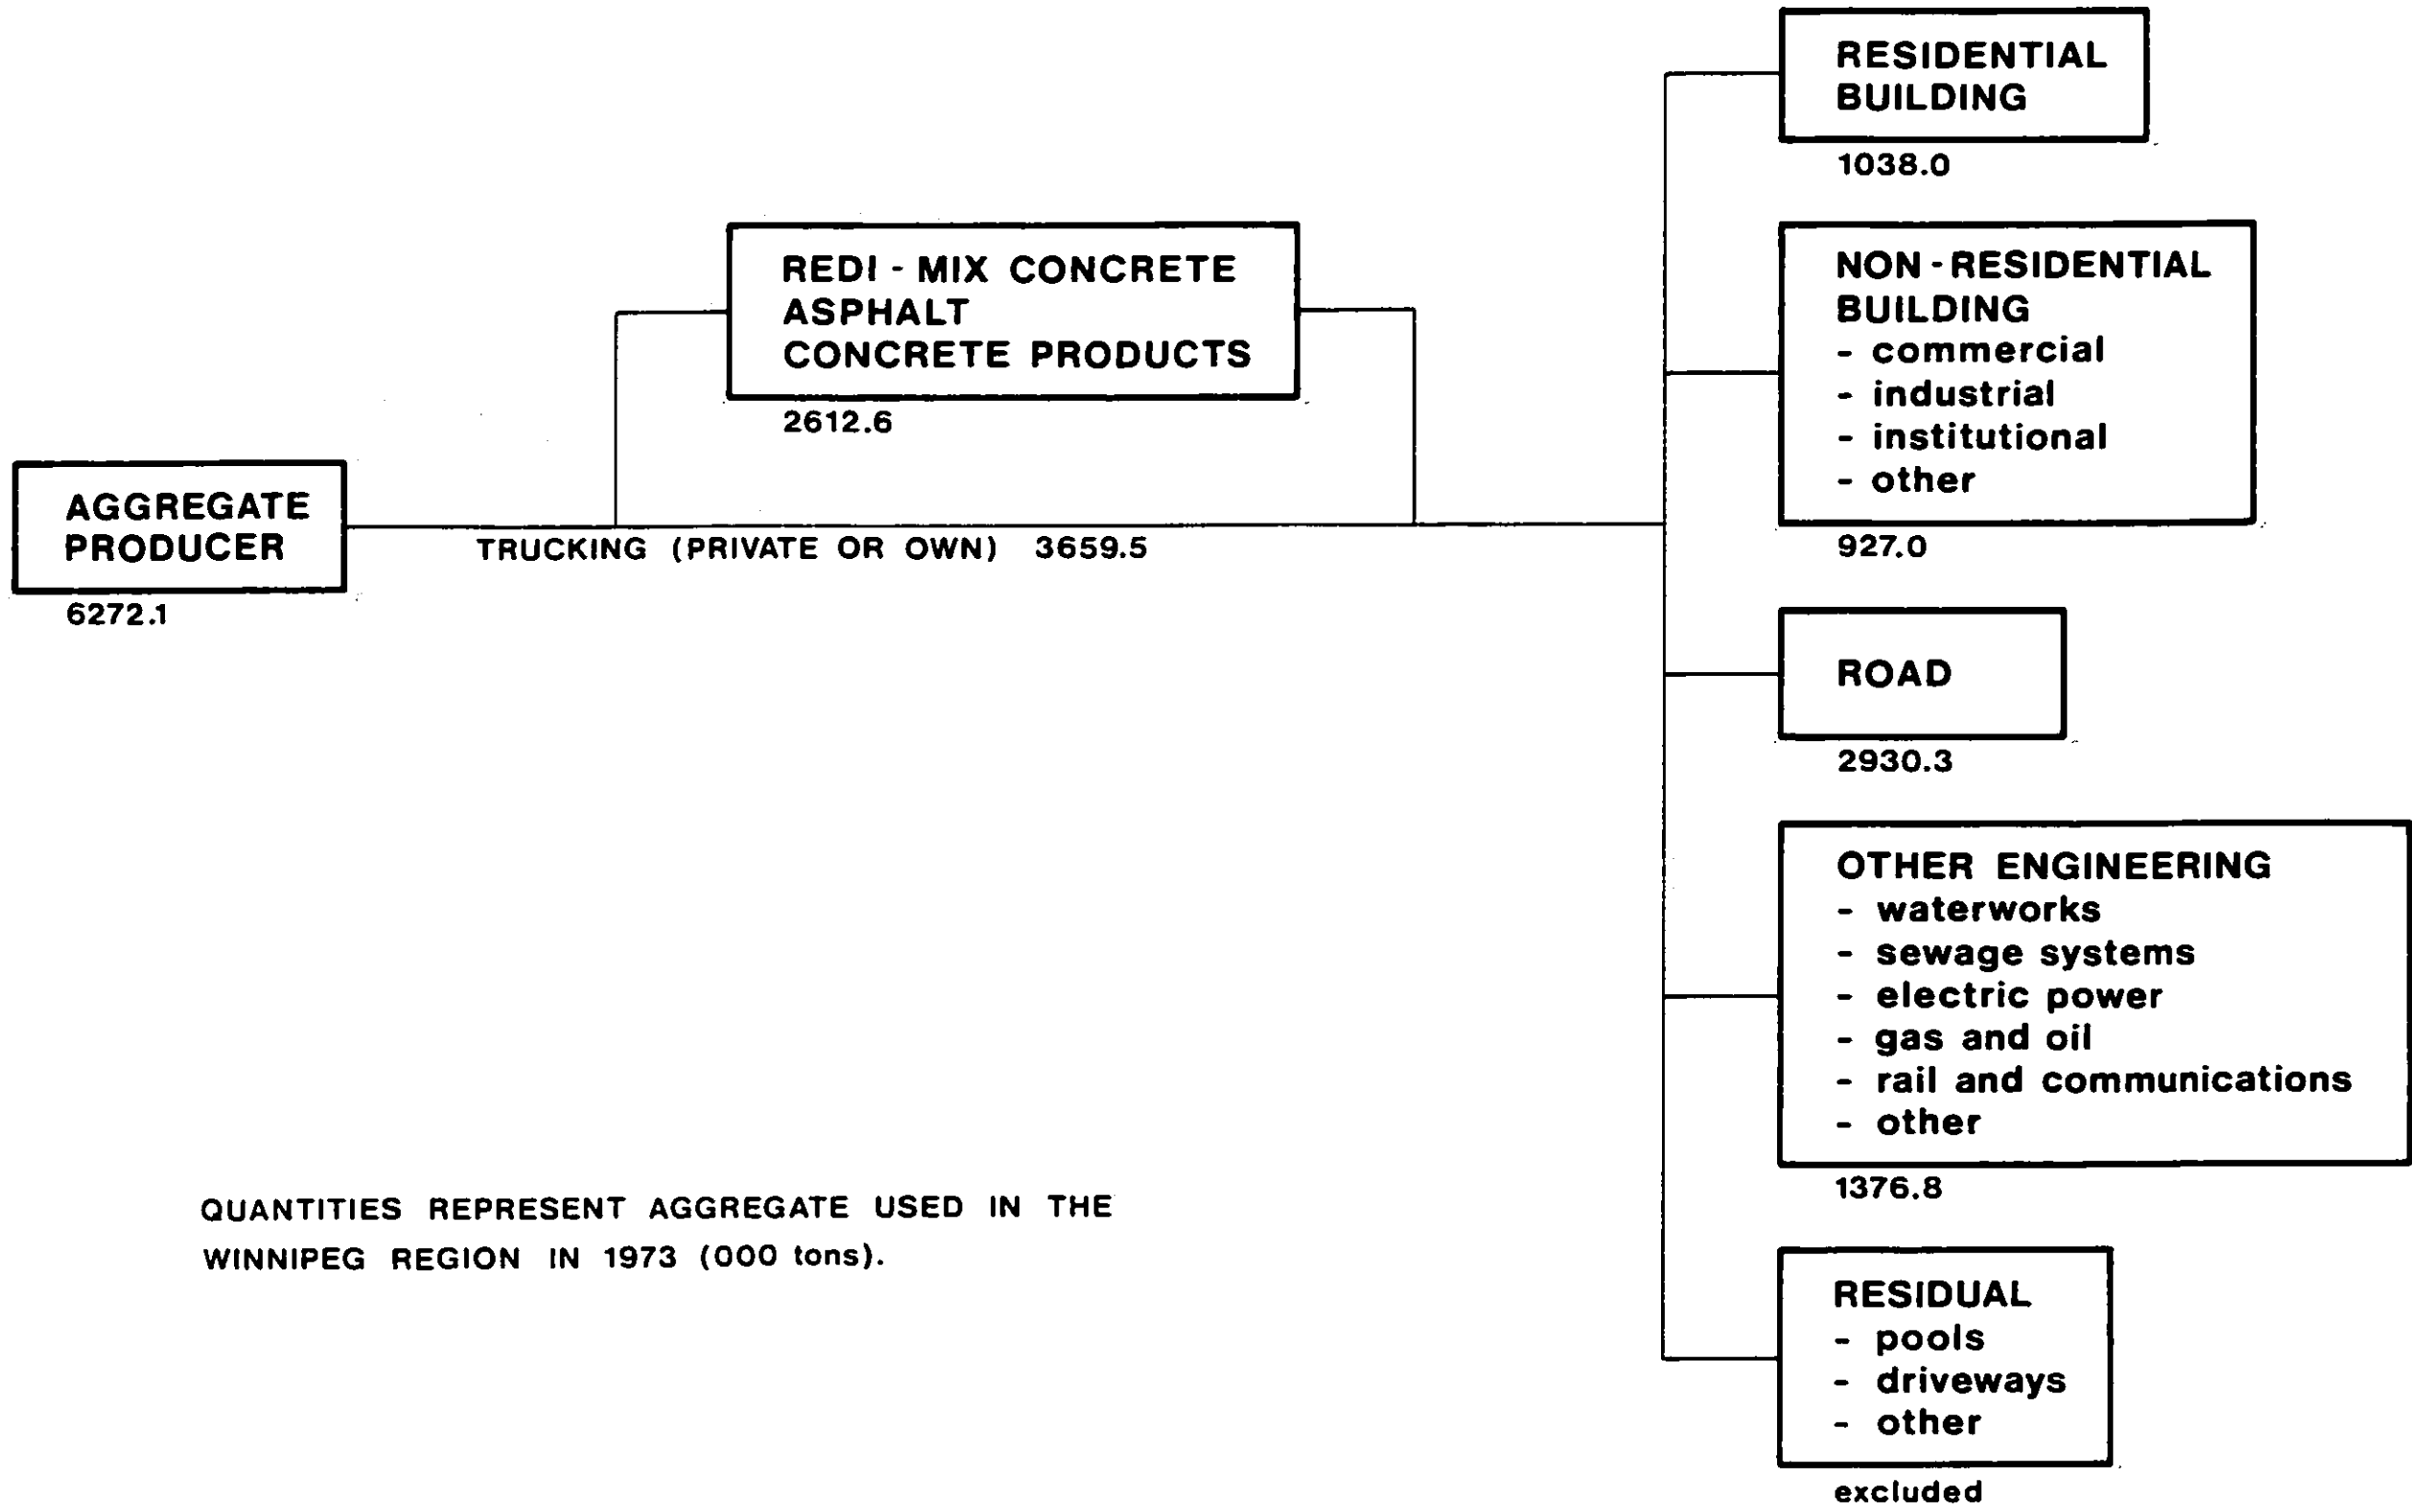 AGGREGATE
PRODUCER
6272.1
REDI - MIX CONCRETE
ASPHALT
CONCRETE PRODUCTS
2612.6
TRUCKING (PRIVATE OR OWN) 3659.5
RESIDENTIAL
BUILDING
1038.0
NON - RESIDENTIAL
BUILDING
- commercial
- industrial
- institutional
- other
927.0
ROAD
2930.3
OTHER ENGINEERING
- waterworks
- sewage systems
- electric power
- gas and oil
- rail and communications
- other
1376.8
RESIDUAL
- pools
- driveways
- other
excluded
QUANTITIES REPRESENT AGGREGATE USED IN THE
WINNIPEG REGION IN 1973 (000 tons).